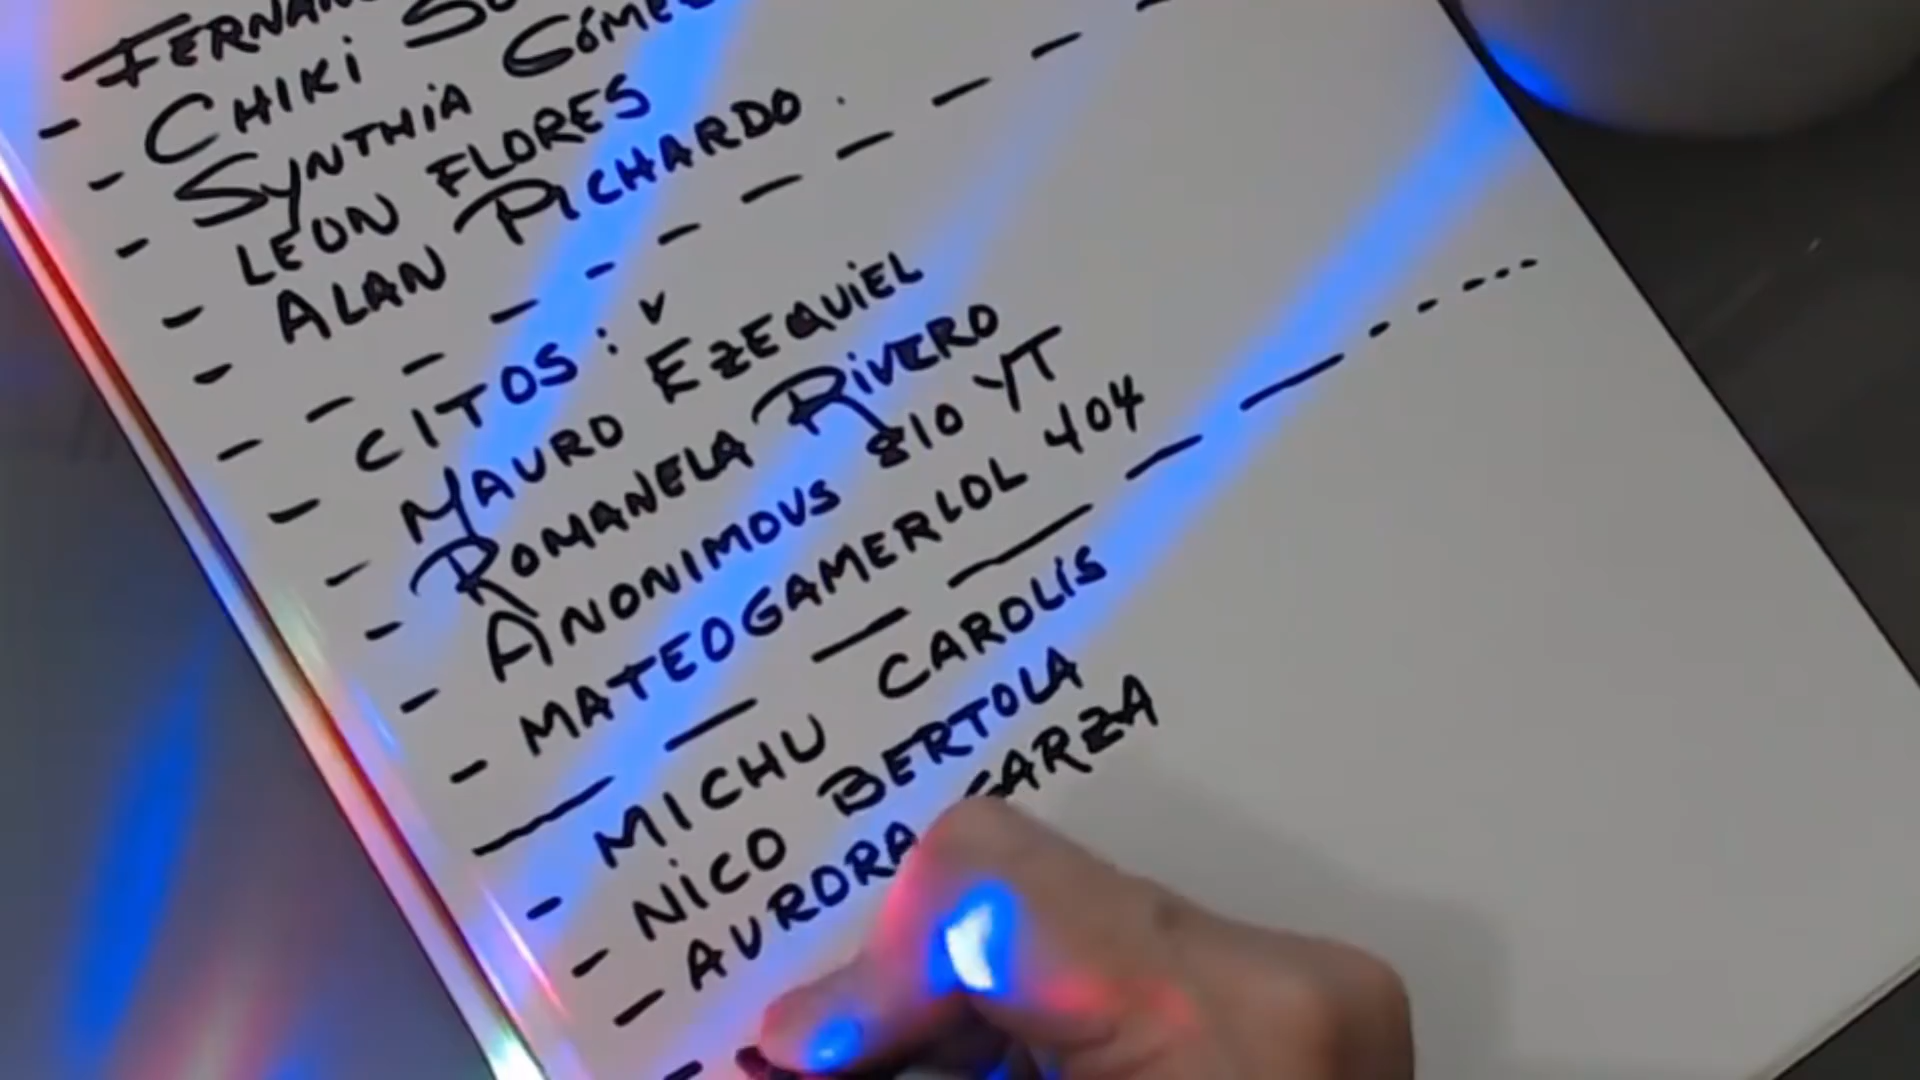 - CHIKI
- SYNTHIA GÓMEZ
- LEON FLORES
- ALAN PICHARDO.
- CITOS :v
- MAURO EZEQUIEL
- ROMANELA RIVERO
- ANONIMOUS 810 YT
- MATEOGAMERLOL 404
- MICHU CAROLIS
- NICO BERTOLA
- AURORA GARZA